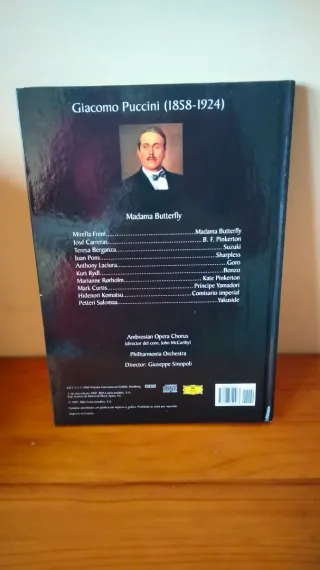 Giacomo Puccini (1858-1924)
Madama Butterfly
Mirella Freni........Madama Butterfly
José Carreras........B. F. Pinkerton
Teresa Berganza........Suzuki
Juan Pons........Sharpless
Anthony Laciura........Goro
Kurt Rydl........Bonzo
Marianne Rørholm........Kate Pinkerton
Mark Curtis........Príncipe Yamadori
Hidenori Komatsu........Comisario imperial
Petteri Salomaa........Yakuside
Ambrosian Opera Chorus
(director del coro, John McCarthy)
Philharmonia Orchestra
Director: Giuseppe Sinopoli